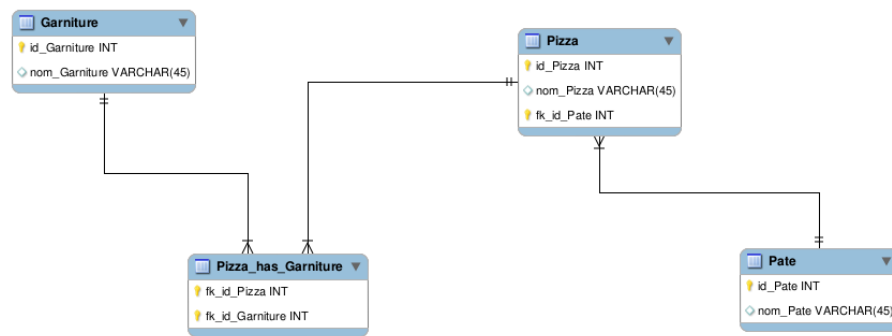 Garniture
id_Garniture INT
nom_Garniture VARCHAR(45)
Pizza
id_Pizza INT
nom_Pizza VARCHAR(45)
fk_id_Pate INT
Pizza_has_Garniture
fk_id_Pizza INT
fk_id_Garniture INT
Pate
id_Pate INT
nom_Pate VARCHAR(45)